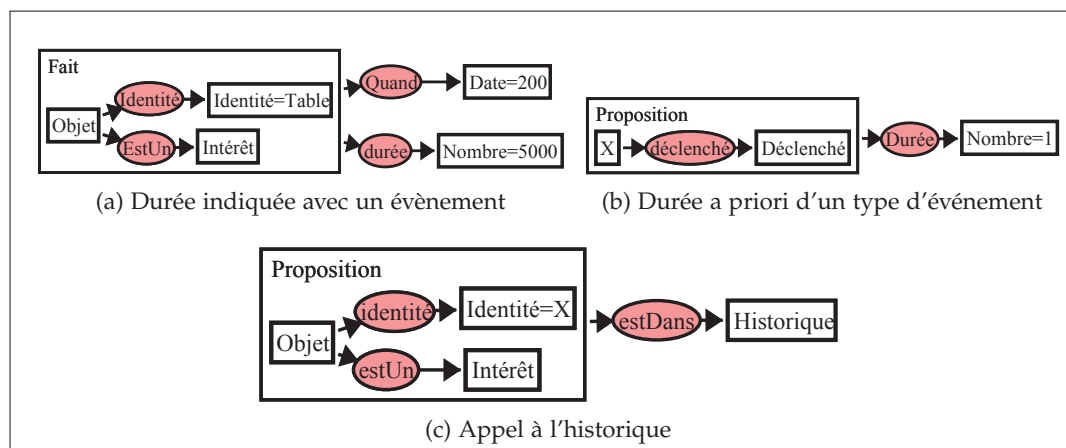 Fait
Objet
Identité
Identité=Table
EstUn
Intérêt
Quand
Date=200
durée
Nombre=5000
(a) Durée indiquée avec un évènement
Proposition
X
déclenché
Déclenché
Durée
Nombre=1
(b) Durée a priori d'un type d'événement
Proposition
Objet
identité
Identité=X
estUn
Intérêt
estDans
Historique
(c) Appel à l'historique